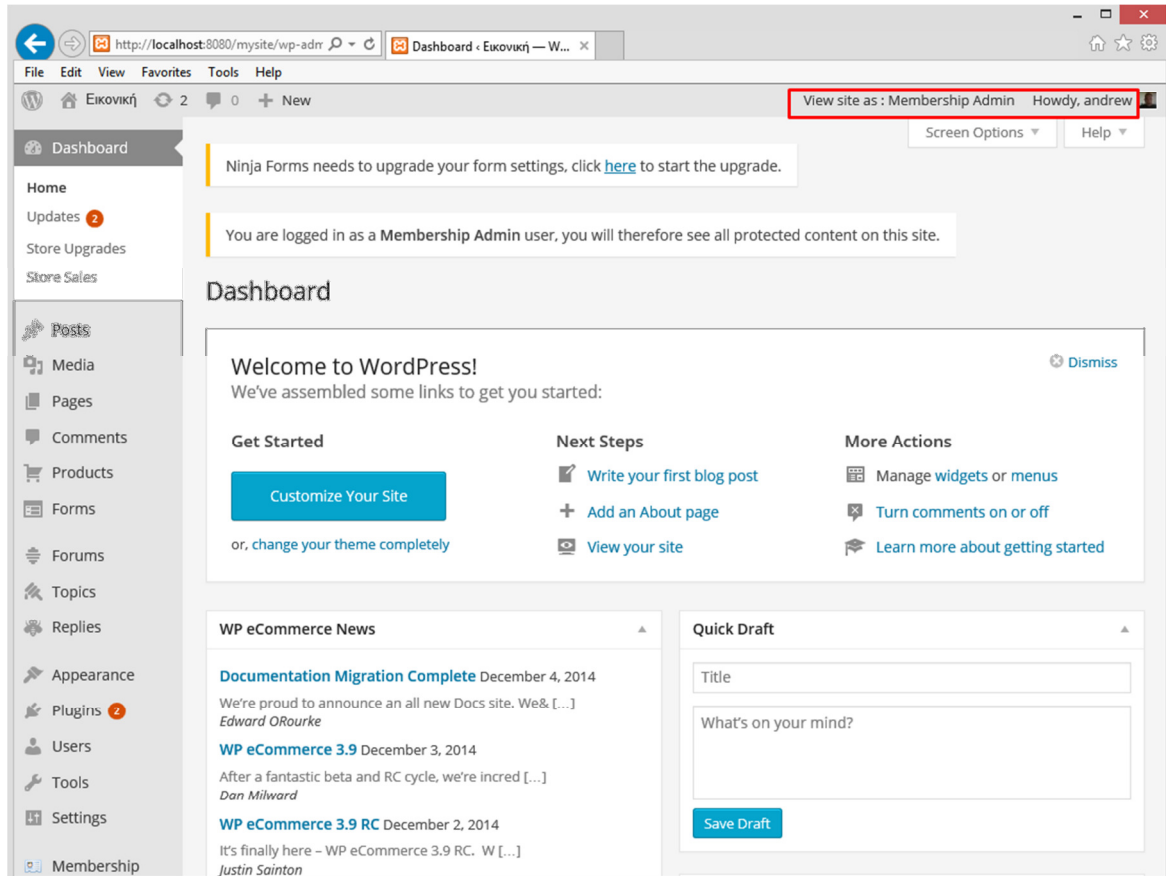 http://localhost:8080/mysite/wp-adm
Dashboard ‹ Εικονική — W...
File Edit View Favorites Tools Help
Εικονική 2 0 + New View site as : Membership Admin Howdy, andrew
Screen Options Help
Dashboard
Home
Updates 2
Store Upgrades
Store Sales
Posts
Media
Pages
Comments
Products
Forms
Forums
Topics
Replies
Appearance
Plugins 2
Users
Tools
Settings
Membership
Ninja Forms needs to upgrade your form settings, click here to start the upgrade.
You are logged in as a Membership Admin user, you will therefore see all protected content on this site.
Dashboard
Welcome to WordPress!
We've assembled some links to get you started:
Dismiss
Get Started
Customize Your Site
or, change your theme completely
Next Steps
Write your first blog post
Add an About page
View your site
More Actions
Manage widgets or menus
Turn comments on or off
Learn more about getting started
WP eCommerce News
Documentation Migration Complete December 4, 2014
We're proud to announce an all new Docs site. We& […]
Edward ORourke
WP eCommerce 3.9 December 3, 2014
After a fantastic beta and RC cycle, we're incred […]
Dan Milward
WP eCommerce 3.9 RC December 2, 2014
It's finally here – WP eCommerce 3.9 RC. W […]
Justin Sainton
Quick Draft
Title
What's on your mind?
Save Draft